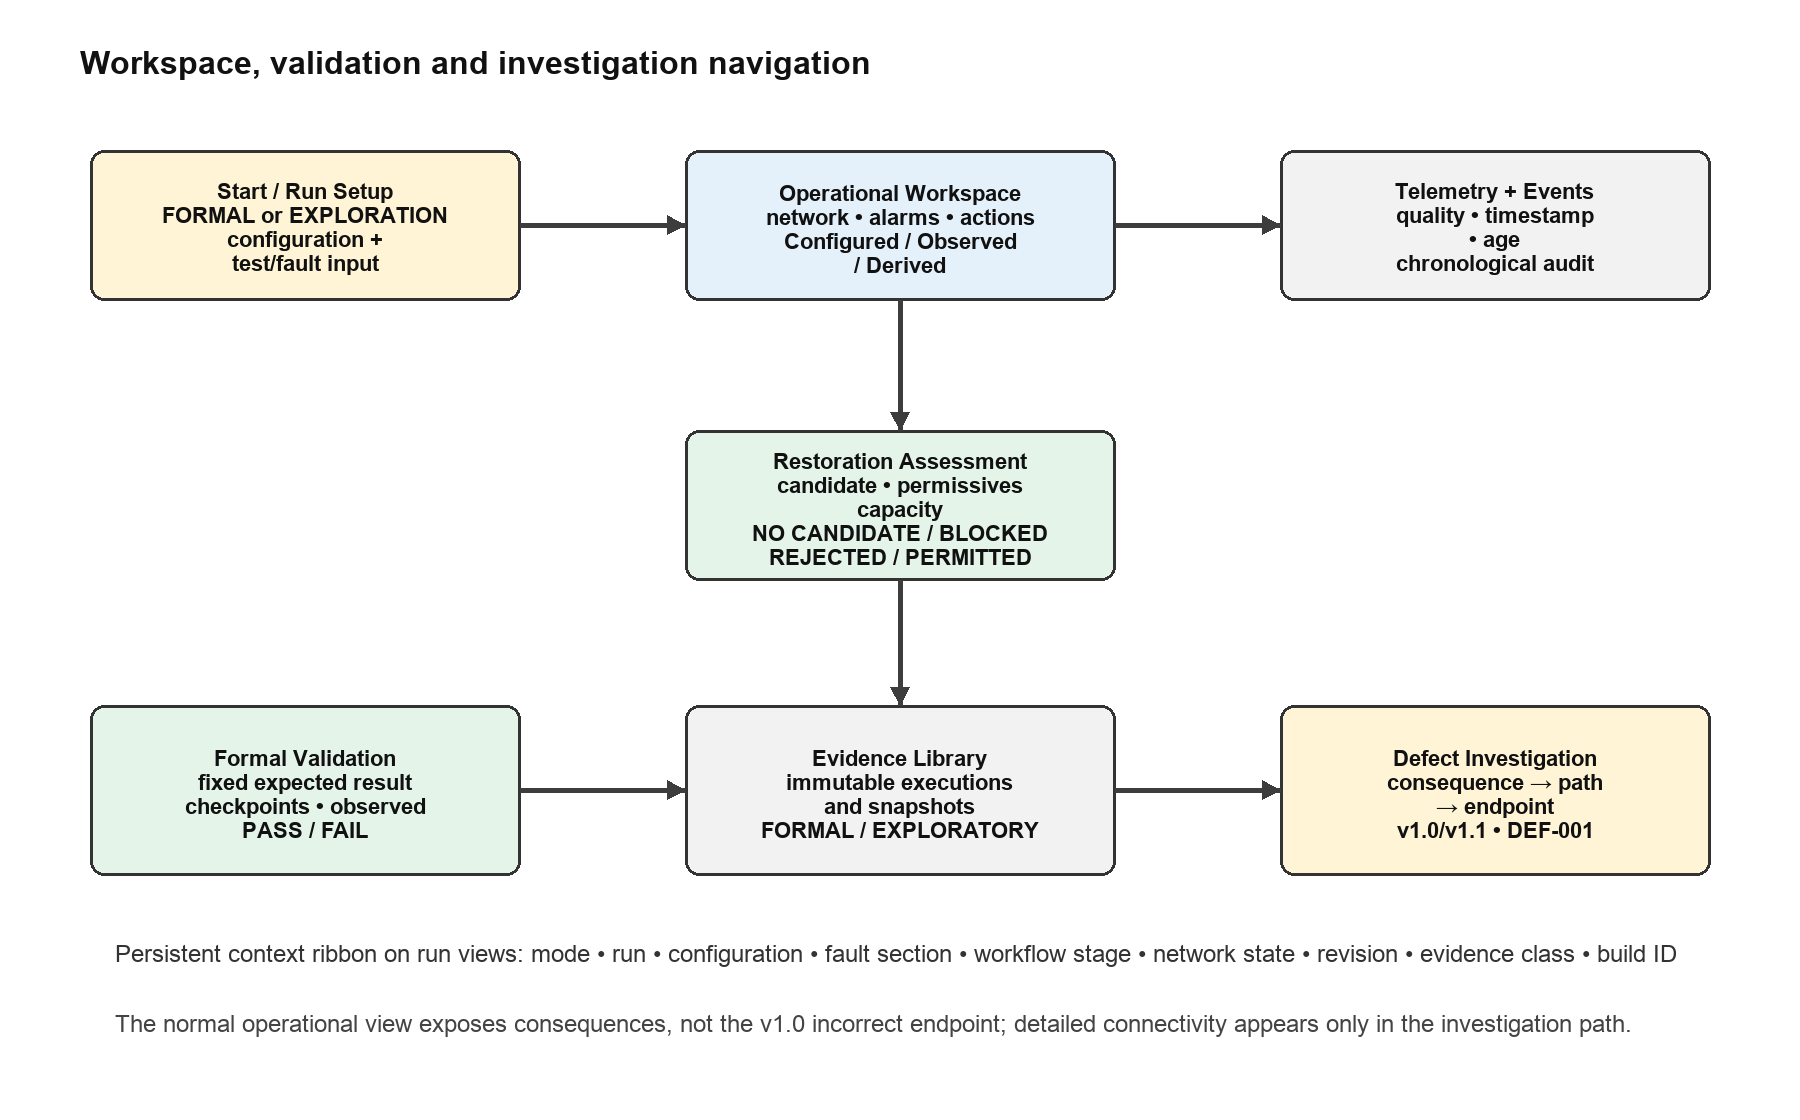 Workspace, validation and investigation navigation
Start / Run Setup
FORMAL or EXPLORATION
configuration +
test/fault input
Operational Workspace
network • alarms • actions
Configured / Observed
/ Derived
Telemetry + Events
quality • timestamp
• age
chronological audit
Restoration Assessment
candidate • permissives
capacity
NO CANDIDATE / BLOCKED
REJECTED / PERMITTED
Formal Validation
fixed expected result
checkpoints • observed
PASS / FAIL
Evidence Library
immutable executions
and snapshots
FORMAL / EXPLORATORY
Defect Investigation
consequence → path
→ endpoint
v1.0/v1.1 • DEF-001
Persistent context ribbon on run views: mode • run • configuration • fault section • workflow stage • network state • revision • evidence class • build ID
The normal operational view exposes consequences, not the v1.0 incorrect endpoint; detailed connectivity appears only in the investigation path.